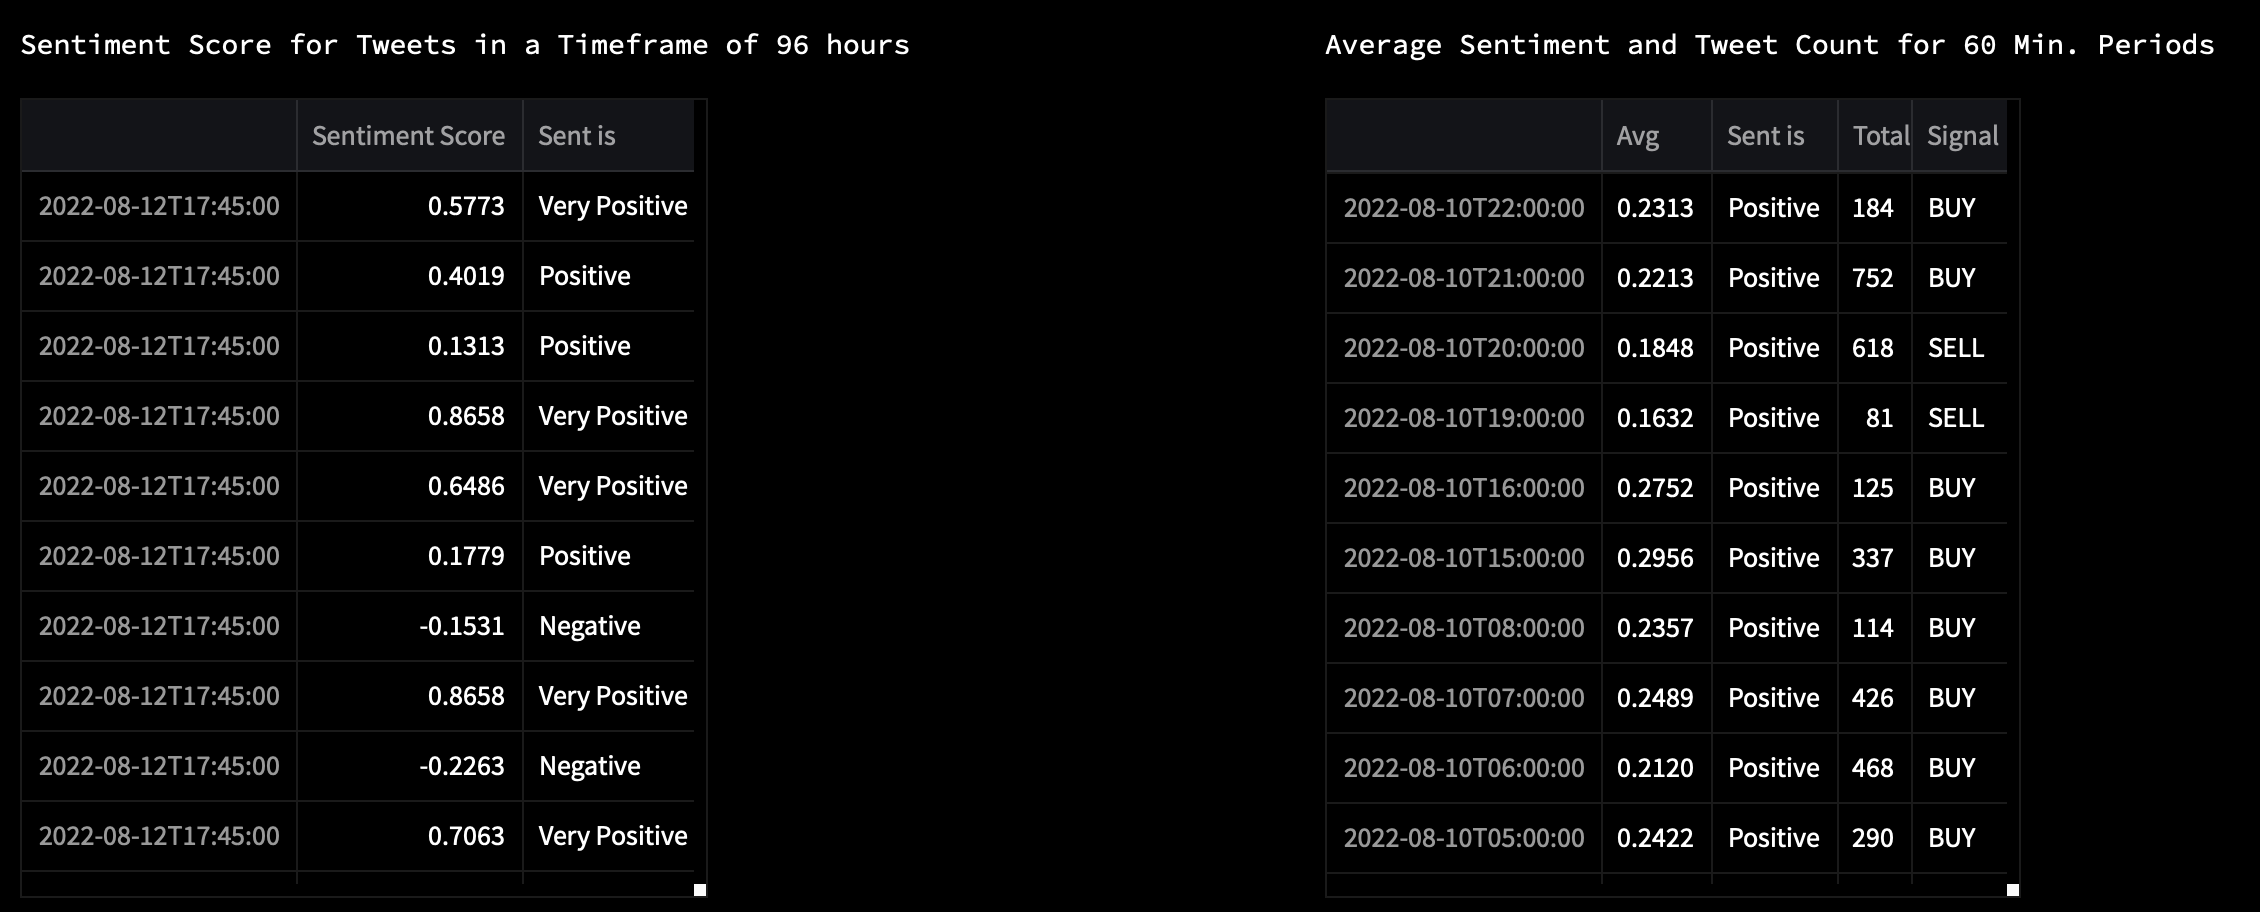 Sentiment Score for Tweets in a Timeframe of 96 hours
Sentiment Score Sent is
2022-08-12T17:45:00 0.5773 Very Positive
2022-08-12T17:45:00 0.4019 Positive
2022-08-12T17:45:00 0.1313 Positive
2022-08-12T17:45:00 0.8658 Very Positive
2022-08-12T17:45:00 0.6486 Very Positive
2022-08-12T17:45:00 0.1779 Positive
2022-08-12T17:45:00 -0.1531 Negative
2022-08-12T17:45:00 0.8658 Very Positive
2022-08-12T17:45:00 -0.2263 Negative
2022-08-12T17:45:00 0.7063 Very Positive
Average Sentiment and Tweet Count for 60 Min. Periods
Avg Sent is Total Signal
2022-08-10T22:00:00 0.2313 Positive 184 BUY
2022-08-10T21:00:00 0.2213 Positive 752 BUY
2022-08-10T20:00:00 0.1848 Positive 618 SELL
2022-08-10T19:00:00 0.1632 Positive 81 SELL
2022-08-10T16:00:00 0.2752 Positive 125 BUY
2022-08-10T15:00:00 0.2956 Positive 337 BUY
2022-08-10T08:00:00 0.2357 Positive 114 BUY
2022-08-10T07:00:00 0.2489 Positive 426 BUY
2022-08-10T06:00:00 0.2120 Positive 468 BUY
2022-08-10T05:00:00 0.2422 Positive 290 BUY